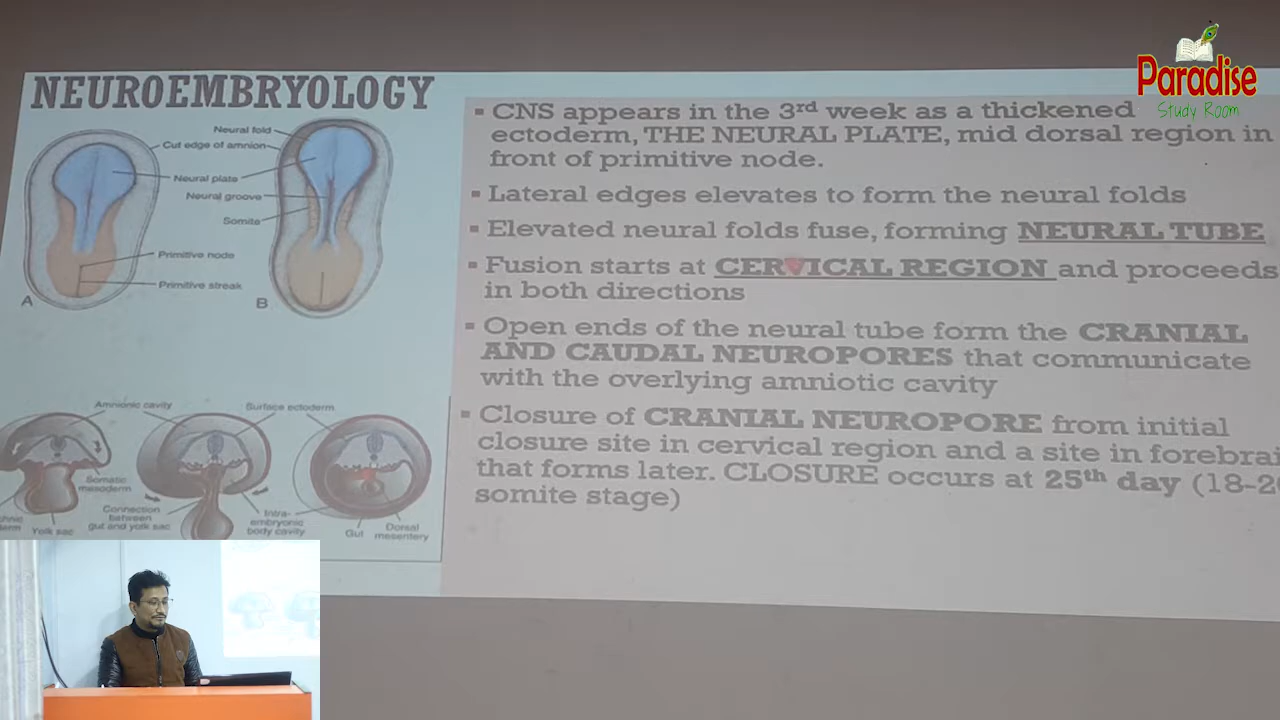 Paradise
Study Room
NEUROEMBRYOLOGY
Neural fold
Cut edge of amnion
Neural plate
Neural groove
Somite
Primitive node
Primitive streak
A
B
Amnionic cavity
Surface ectoderm
Somatic
mesoderm
Connection
between
gut and yolk sac
Yolk sac
Intra-
embryonic
body cavity
Gut
Dorsal
mesentery
▪ CNS appears in the 3rd week as a thickened
ectoderm, THE NEURAL PLATE, mid dorsal region in
front of primitive node.
▪ Lateral edges elevates to form the neural folds
▪ Elevated neural folds fuse, forming NEURAL TUBE
▪ Fusion starts at CERVICAL REGION and proceeds
in both directions
▪ Open ends of the neural tube form the CRANIAL
AND CAUDAL NEUROPORES that communicate
with the overlying amniotic cavity
▪ Closure of CRANIAL NEUROPORE from initial
closure site in cervical region and a site in forebrai
that forms later. CLOSURE occurs at 25th day (18-2
somite stage)